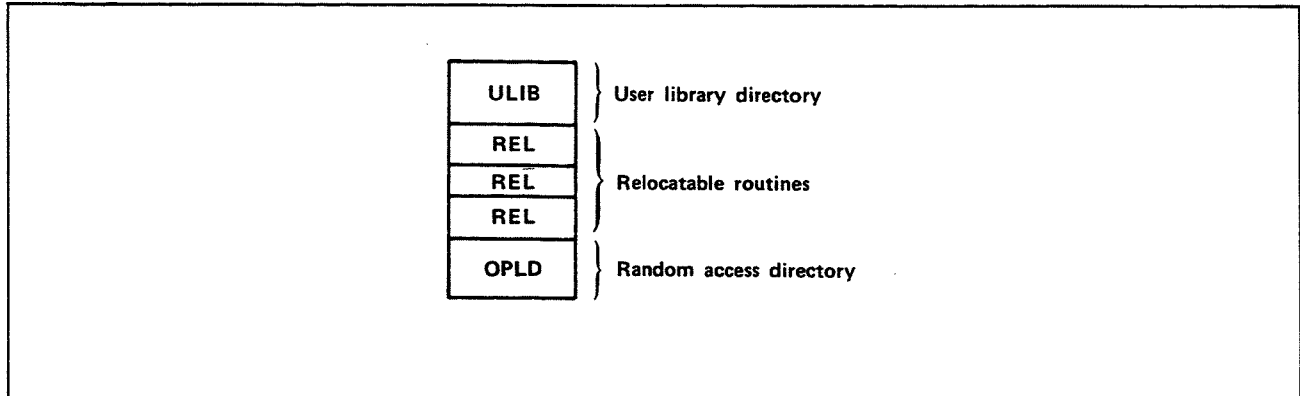 ULIB User library directory
REL
REL Relocatable routines
REL
OPLD Random access directory